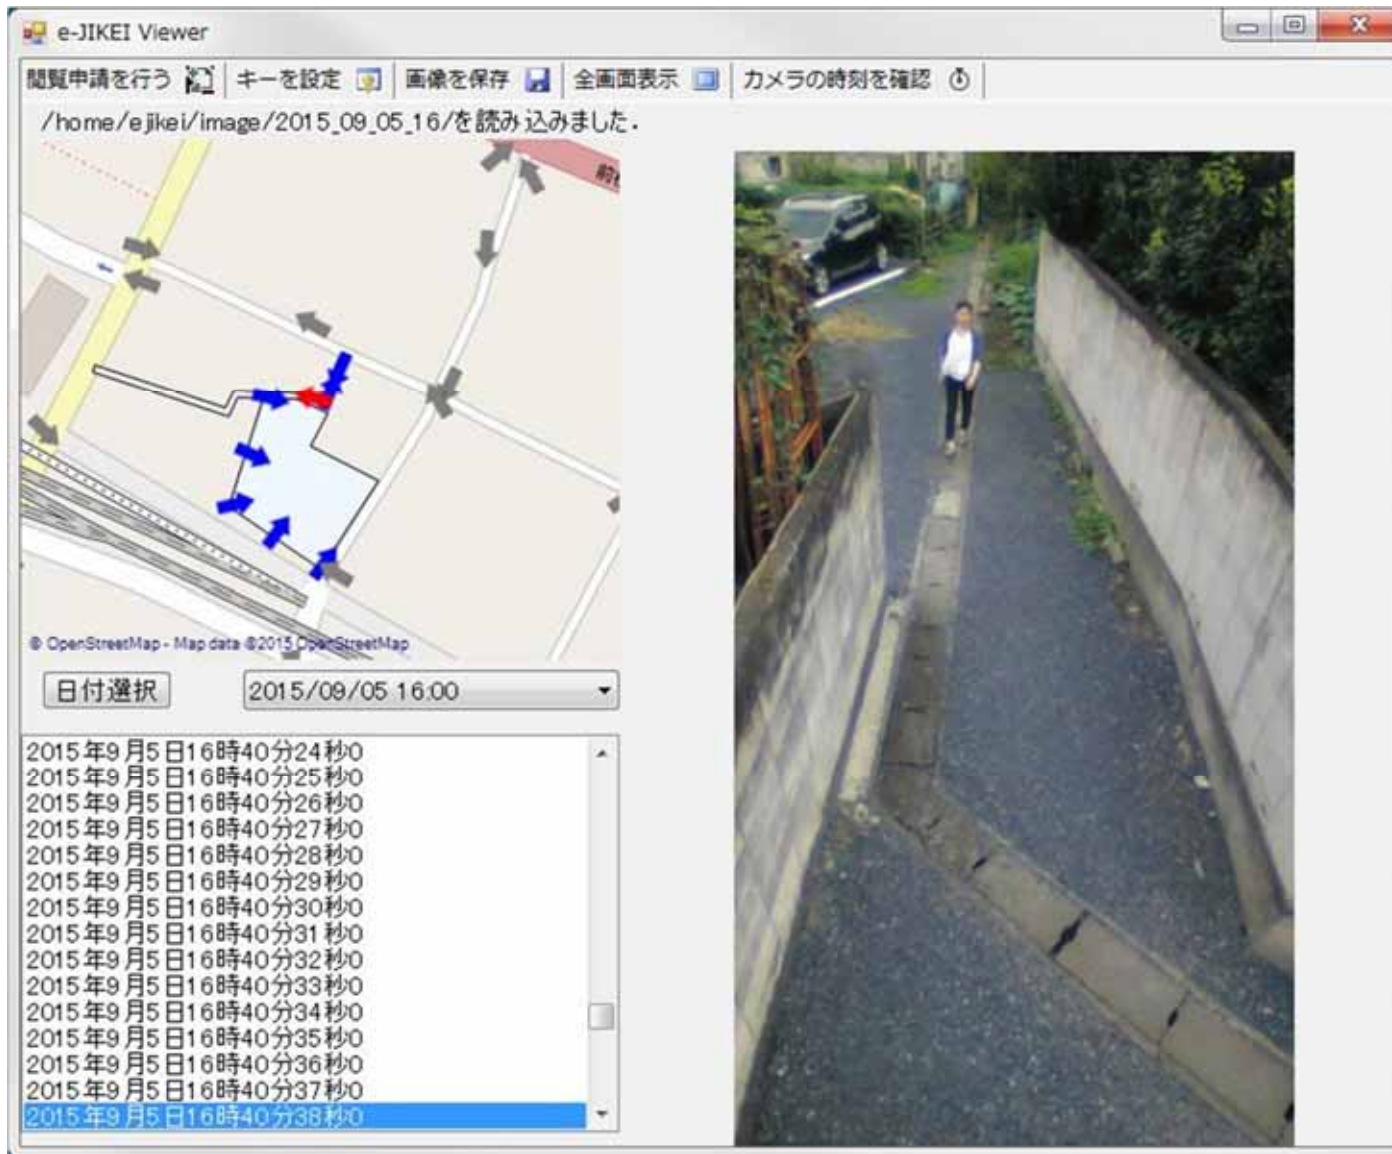 e-JIKEI Viewer
閲覧申請を行う キーを設定 画像を保存 全画面表示 カメラの時刻を確認
/home/ejikei/image/2015_09_05_16/を読み込みました.
© OpenStreetMap - Map data ©2015 OpenStreetMap
日付選択 2015/09/05 16:00
2015年9月5日16時40分24秒0
2015年9月5日16時40分25秒0
2015年9月5日16時40分26秒0
2015年9月5日16時40分27秒0
2015年9月5日16時40分28秒0
2015年9月5日16時40分29秒0
2015年9月5日16時40分30秒0
2015年9月5日16時40分31秒0
2015年9月5日16時40分32秒0
2015年9月5日16時40分33秒0
2015年9月5日16時40分34秒0
2015年9月5日16時40分35秒0
2015年9月5日16時40分36秒0
2015年9月5日16時40分37秒0
2015年9月5日16時40分38秒0